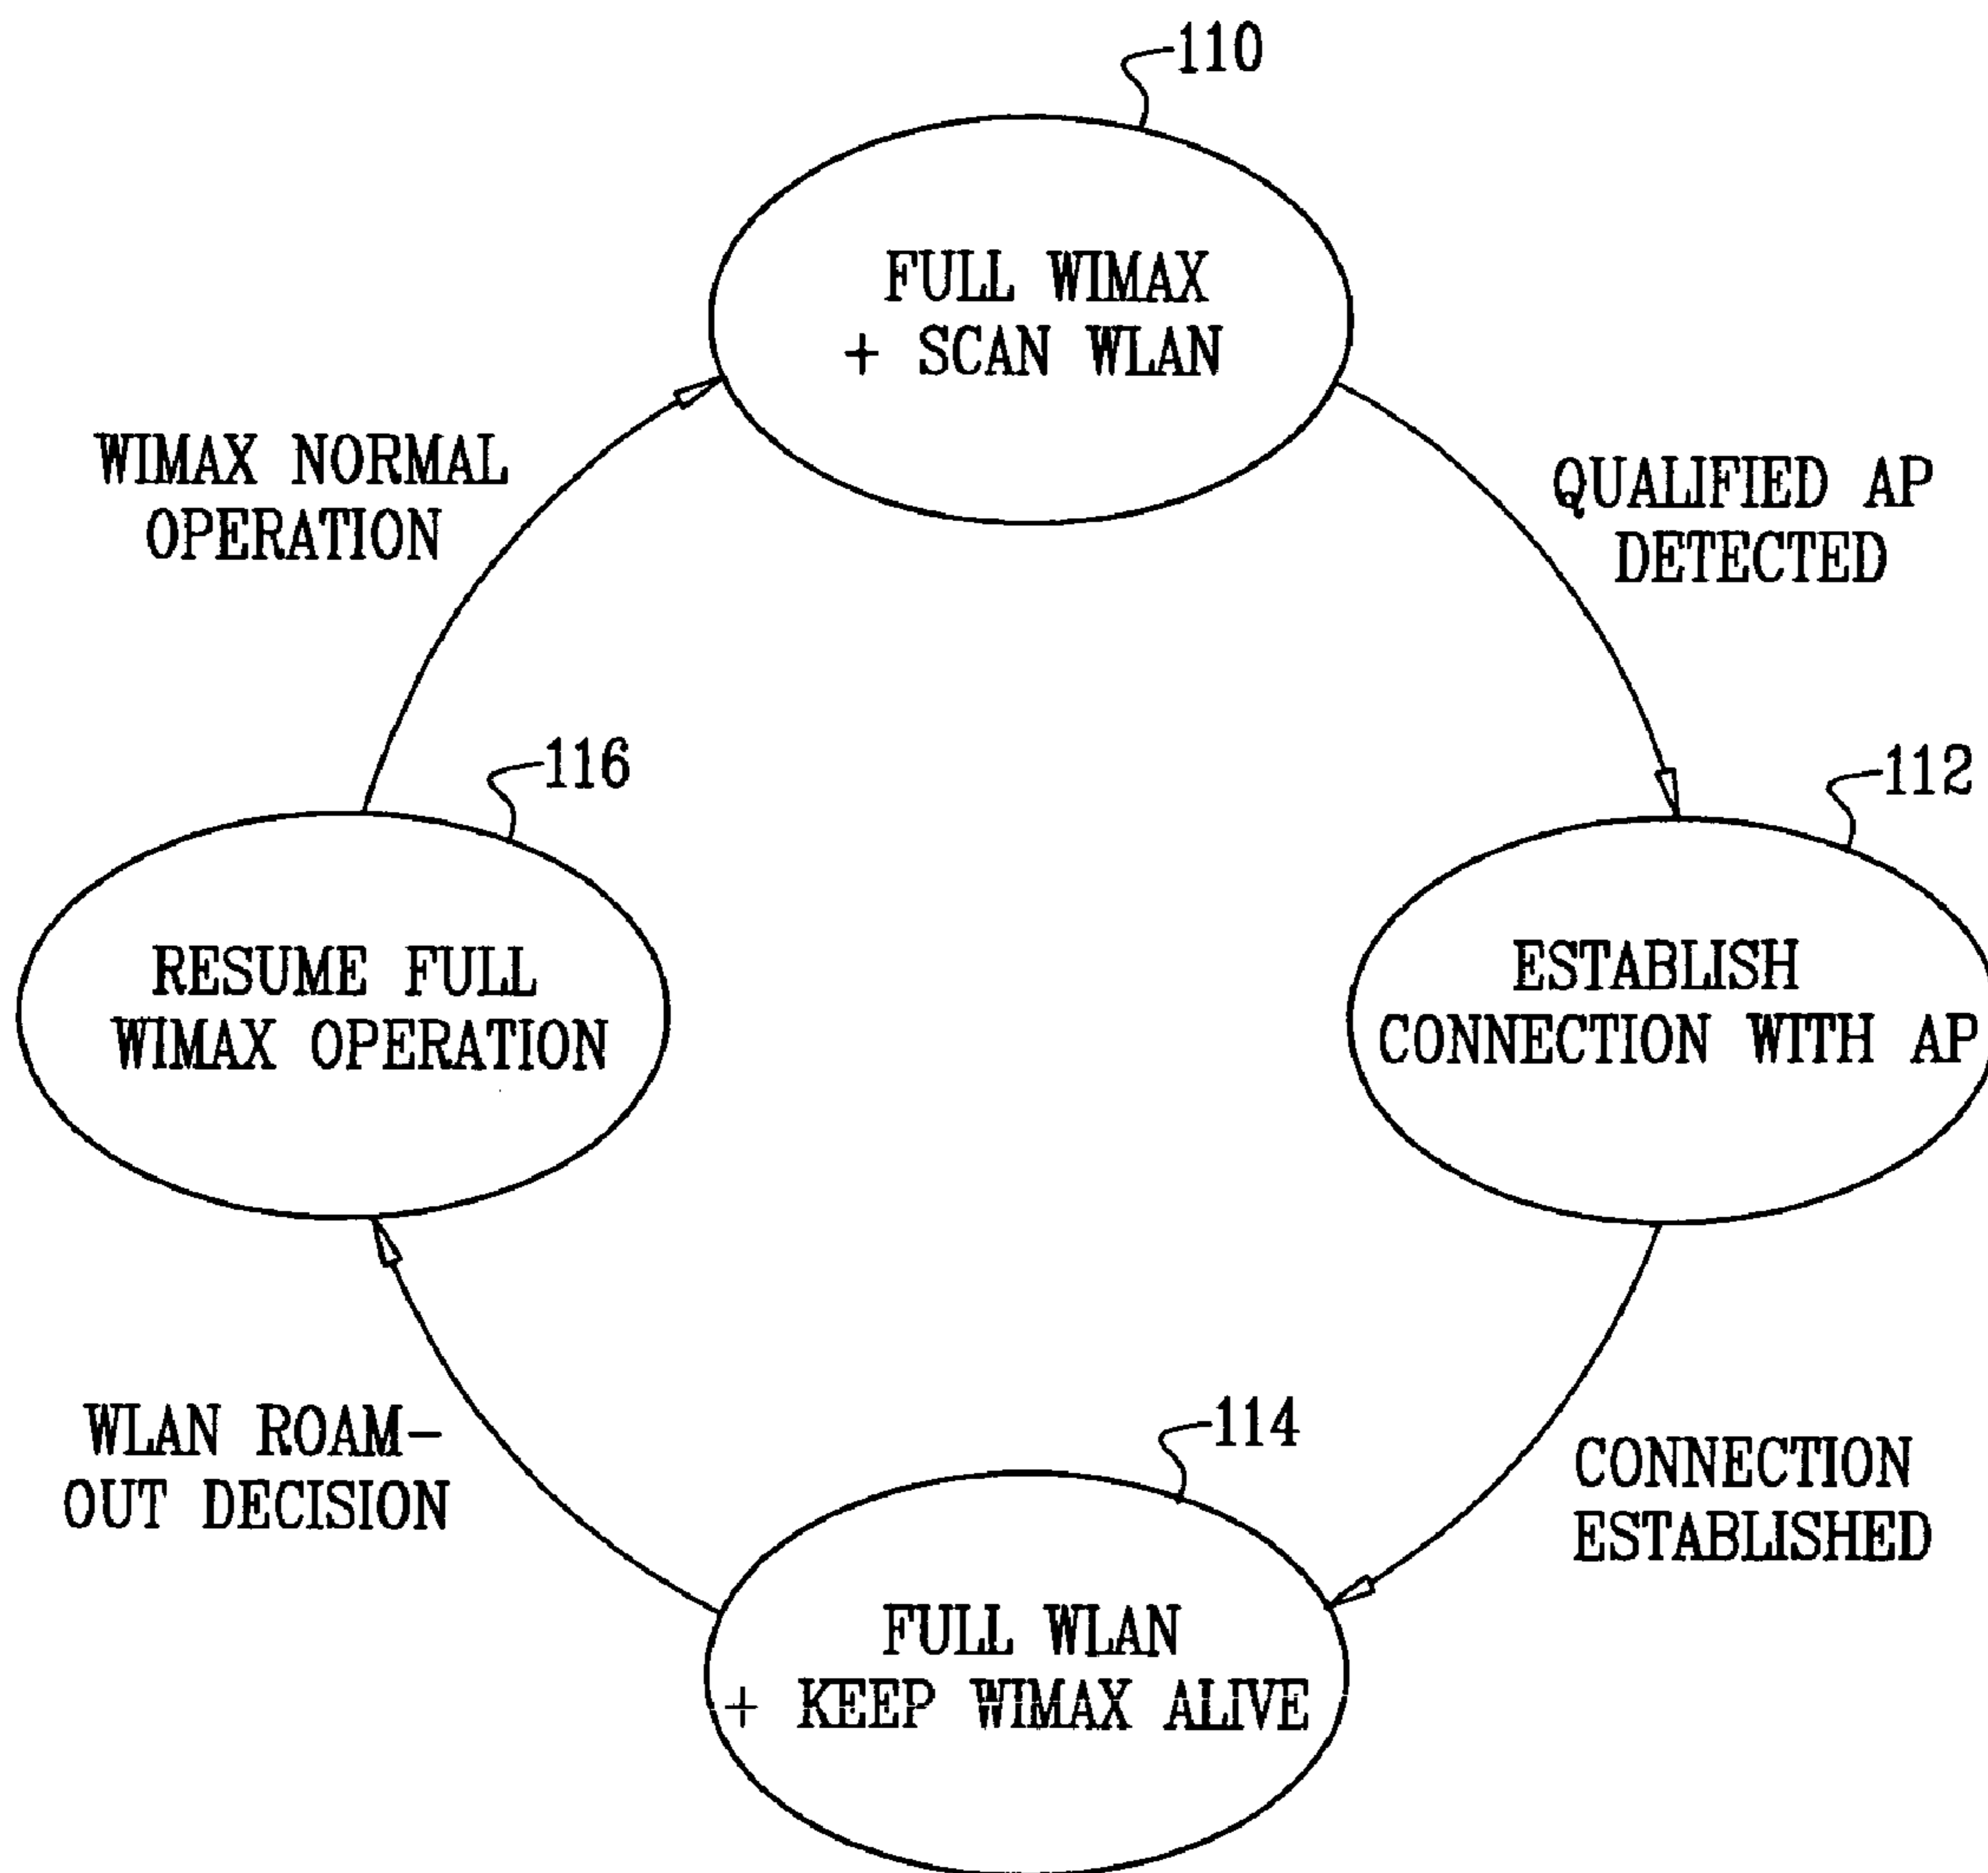 110
FULL WIMAX
+ SCAN WLAN
WIMAX NORMAL
OPERATION
QUALIFIED AP
DETECTED
116
112
RESUME FULL
WIMAX OPERATION
ESTABLISH
CONNECTION WITH AP
WLAN ROAM-
OUT DECISION
114
CONNECTION
ESTABLISHED
FULL WLAN
+ KEEP WIMAX ALIVE